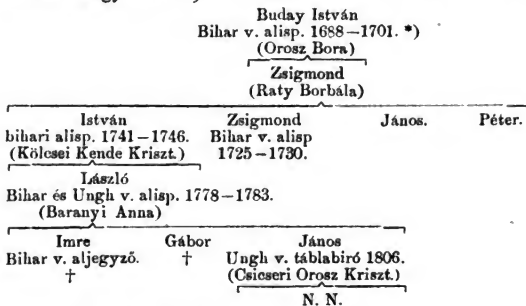 Buday István
Bihar v. alisp. 1688–1701. *)
(Orosz Bora)
Zsigmond
(Raty Borbála)
István Zsigmond János. Péter.
bihari alisp. 1741–1746. Bihar v. alisp
(Kölcsei Kende Kriszt.) 1725–1730.
László
Bihar és Ungh v. alisp. 1778–1783.
(Baranyi Anna)
Imre Gábor János
Bihar v. aljegyző. † Ungh v. táblabiró 1806.
† (Csicseri Orosz Kriszt.)
N. N.